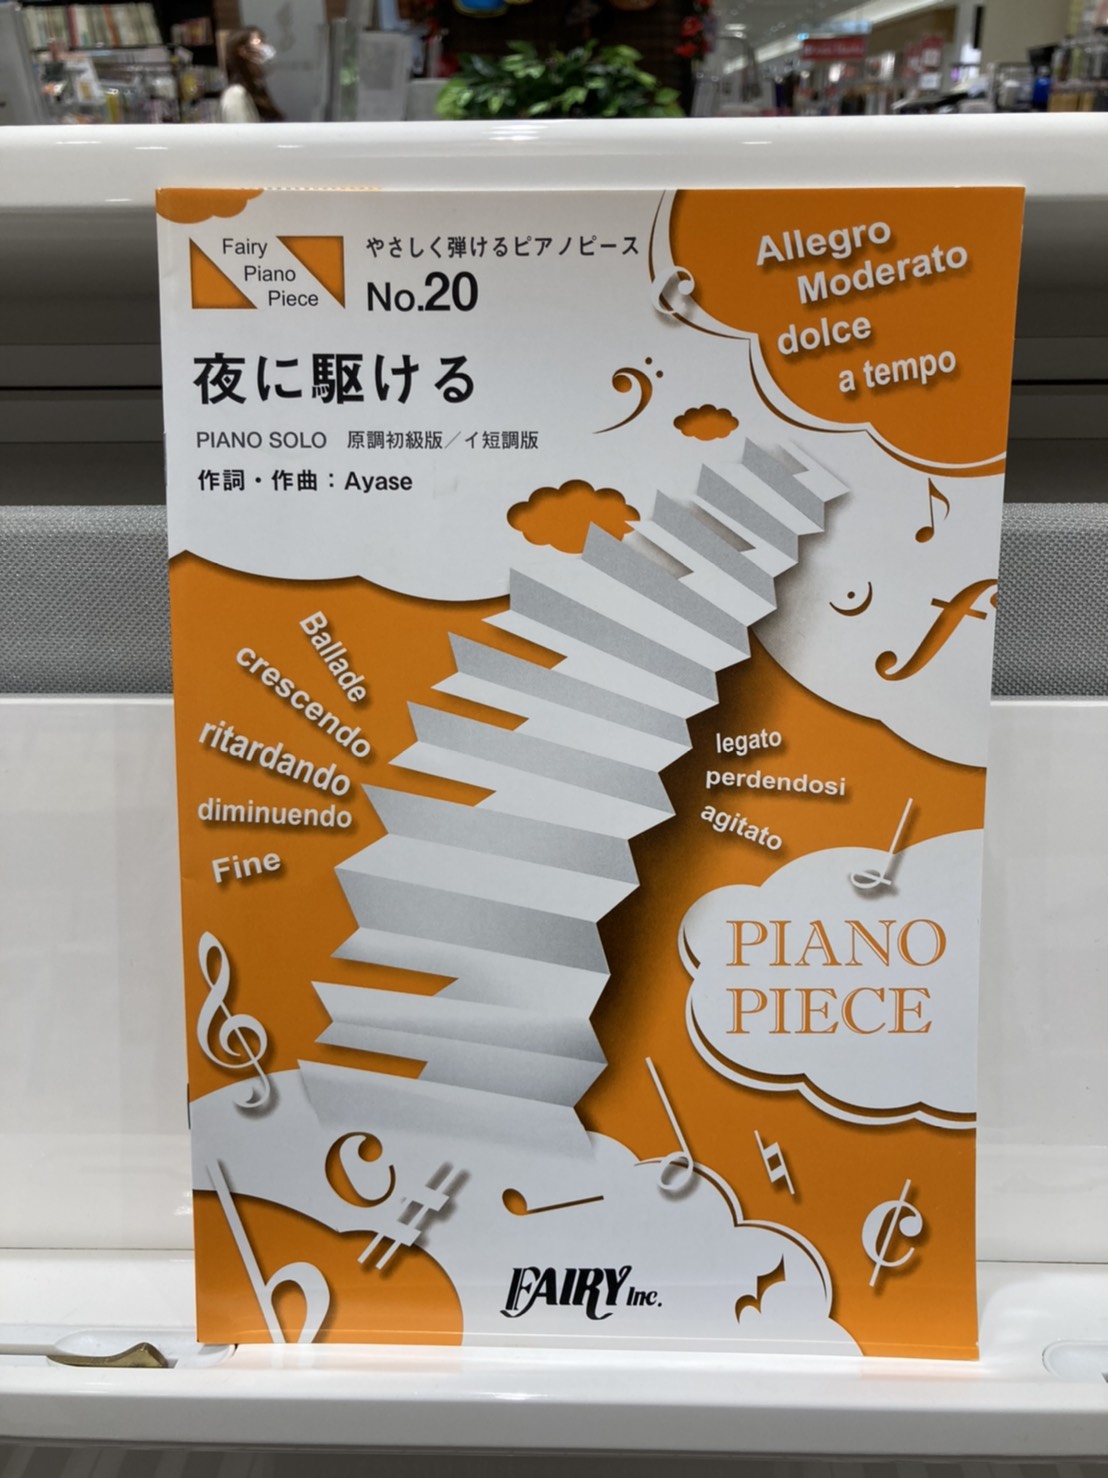 Fairy
Piano
Piece
やさしく弾けるピアノピース
No.20
夜に駆ける
PIANO SOLO 原調初級版／イ短調版
作詞・作曲：Ayase
Allegro
Moderato
dolce
a tempo
Ballade
crescendo
ritardando
diminuendo
Fine
legato
perdendosi
agitato
PIANO
PIECE
FAIRY Inc.